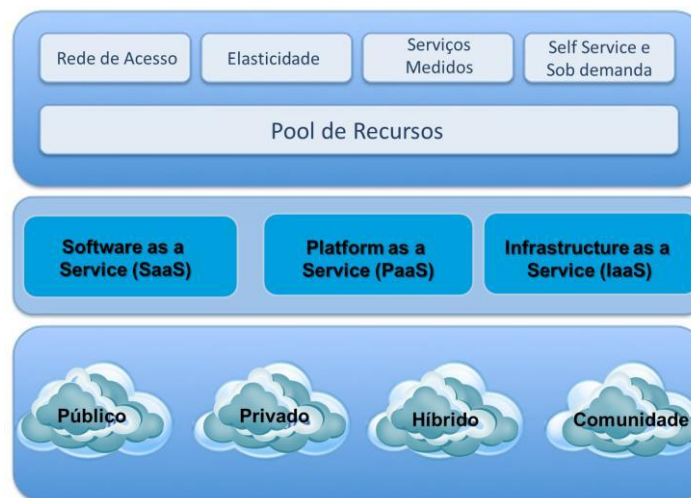 Rede de Acesso
Elasticidade
Serviços
Medidos
Self Service e
Sob demanda
Pool de Recursos
Software as a
Service (SaaS)
Platform as a
Service (PaaS)
Infrastructure as a
Service (IaaS)
Público
Privado
Híbrido
Comunidade